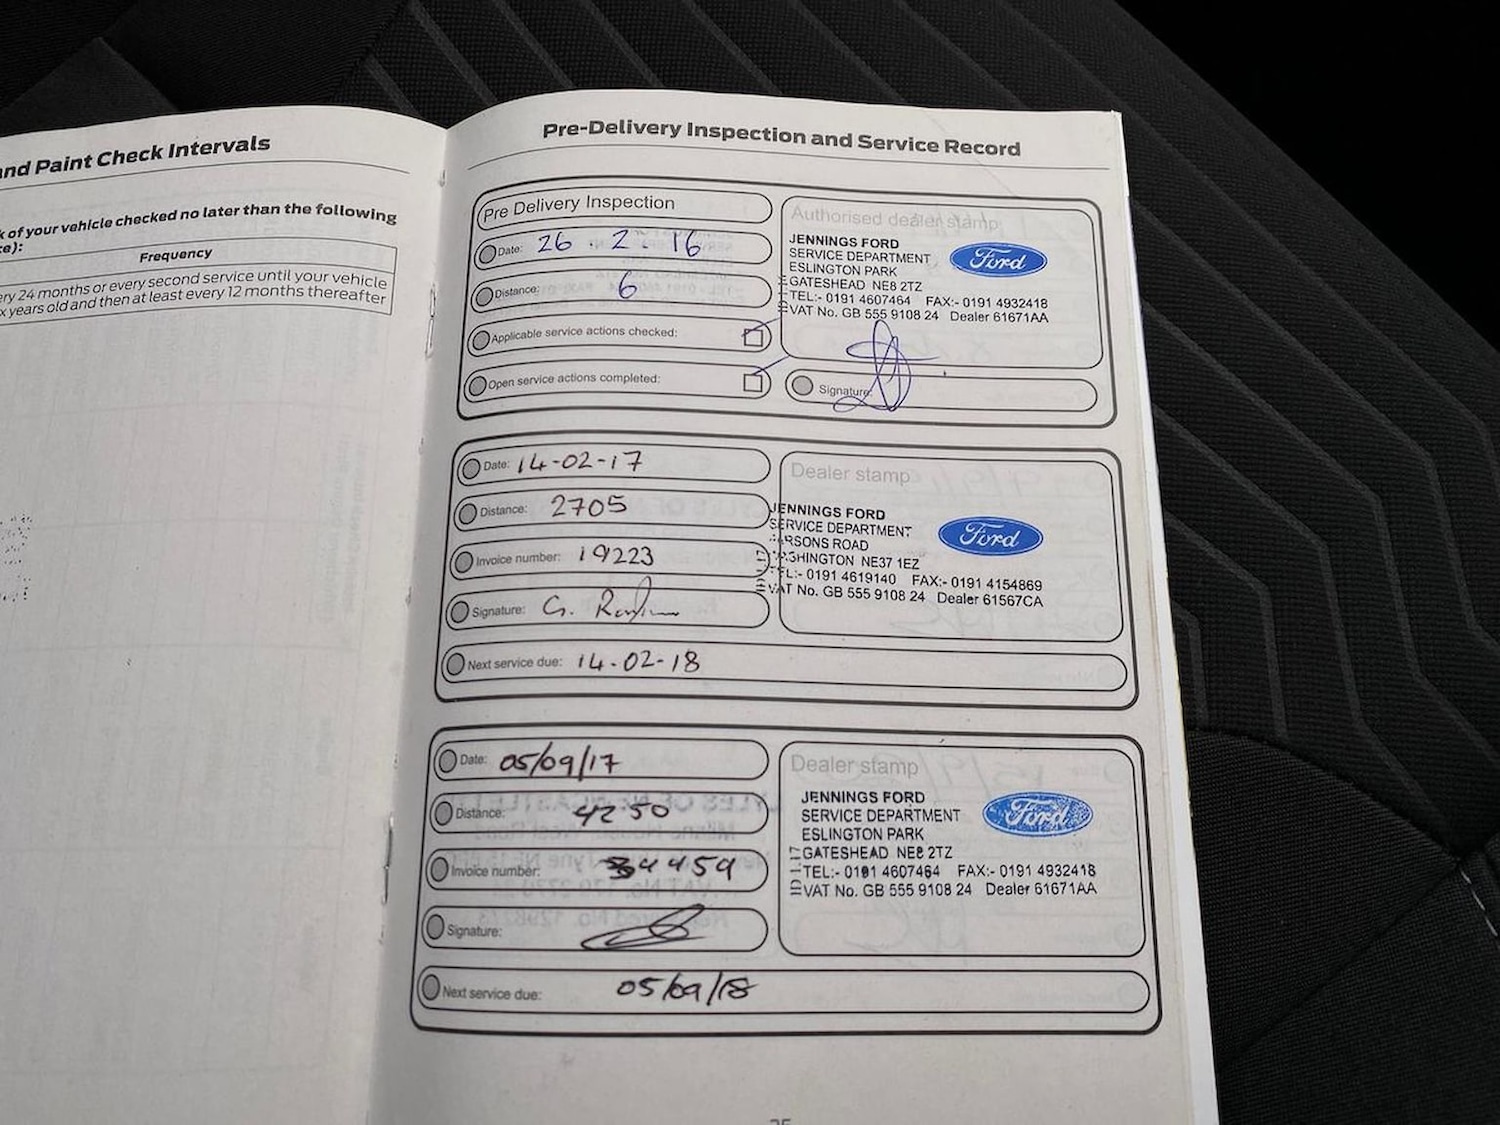 and Paint Check Intervals
k of your vehicle checked no later than the following
te):
Frequency
ery 24 months or every second service until your vehicle
x years old and then at least every 12 months thereafter
Pre-Delivery Inspection and Service Record
Pre Delivery Inspection
Date: 26.2.16
Distance: 6
Applicable service actions checked:
Open service actions completed:
Authorised dealer stamp
JENNINGS FORD
SERVICE DEPARTMENT
ESLINGTON PARK
GATESHEAD NE8 2TZ
TEL:- 0191 4607464 FAX:- 0191 4932418
VAT No. GB 555 9108 24 Dealer 61671AA
Ford
Signature:
Date: 14-02-17
Distance: 2705
Invoice number: 19223
Signature: G.
Next service due: 14-02-18
Dealer stamp
JENNINGS FORD
SERVICE DEPARTMENT
ARSONS ROAD
ASHINGTON NE37 1EZ
EL:- 0191 4619140 FAX:- 0191 4154869
VAT No. GB 555 9108 24 Dealer 61567CA
Ford
Date: 05/09/17
Distance: 4250
Invoice number: 34459
Signature:
Next service due: 05/09/18
Dealer stamp
JENNINGS FORD
SERVICE DEPARTMENT
ESLINGTON PARK
GATESHEAD NE8 2TZ
TEL:- 0191 4607464 FAX:- 0191 4932418
VAT No. GB 555 9108 24 Dealer 61671AA
Ford